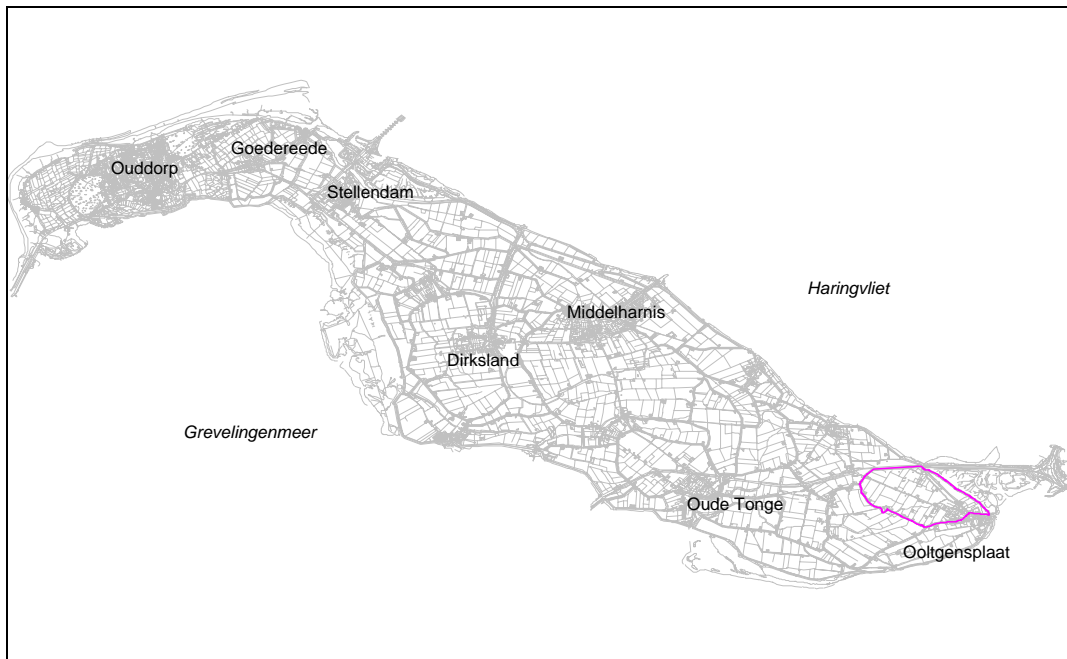 Goedereede
Ouddorp
Stellendam
Haringvliet
Middelharnis
Dirksland
Grevelingenmeer
Oude Tonge
Ooltgensplaat